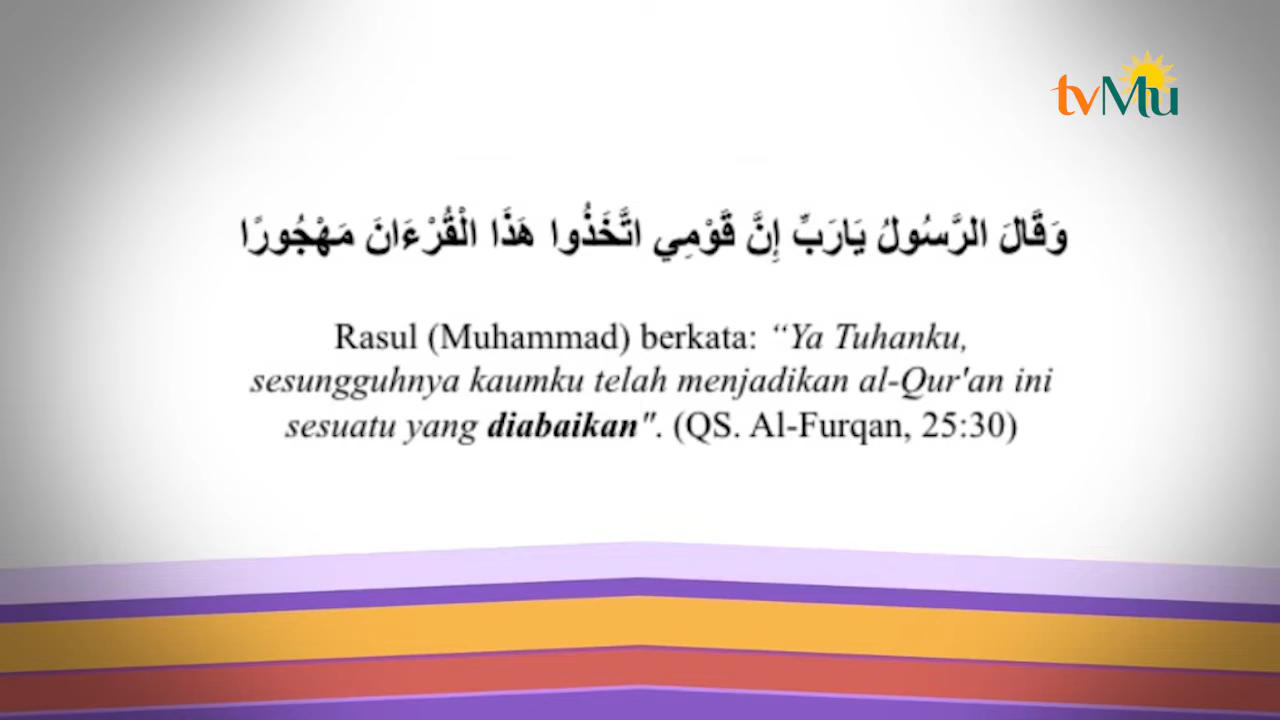 tvMu
وَقَّالَ الرَّسُولُ يَارَبِّ إِنَّ قَوْمِي اتَّخَذُوا هَذَا الْقُرْءَانَ مَهْجُورًا
Rasul (Muhammad) berkata: “Ya Tuhanku,
sesungguhnya kaumku telah menjadikan al-Qur'an ini
sesuatu yang diabaikan". (QS. Al-Furqan, 25:30)